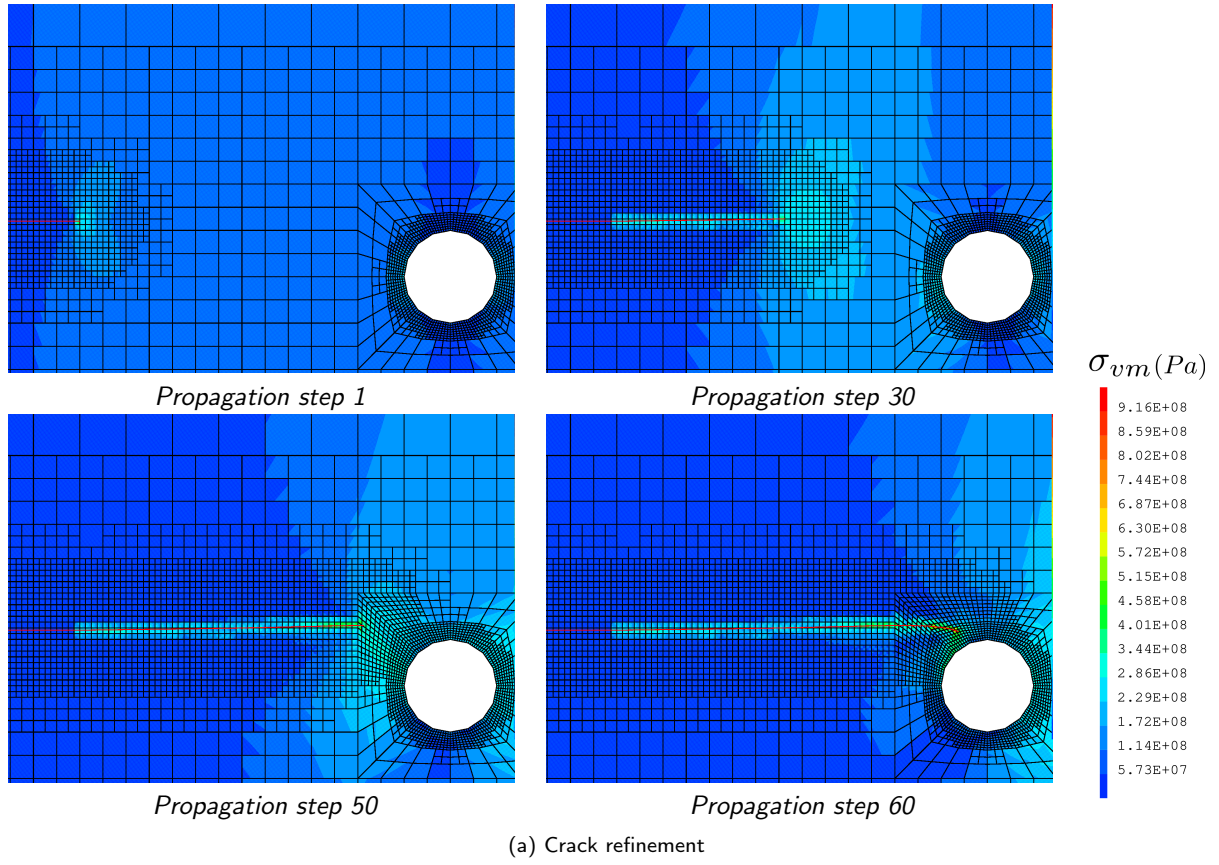 Propagation step 1
Propagation step 30
σvm(Pa)
9.16E+08
8.59E+08
8.02E+08
7.44E+08
6.87E+08
6.30E+08
5.72E+08
5.15E+08
4.58E+08
4.01E+08
3.44E+08
2.86E+08
2.29E+08
1.72E+08
1.14E+08
5.73E+07
Propagation step 50
Propagation step 60
(a) Crack refinement